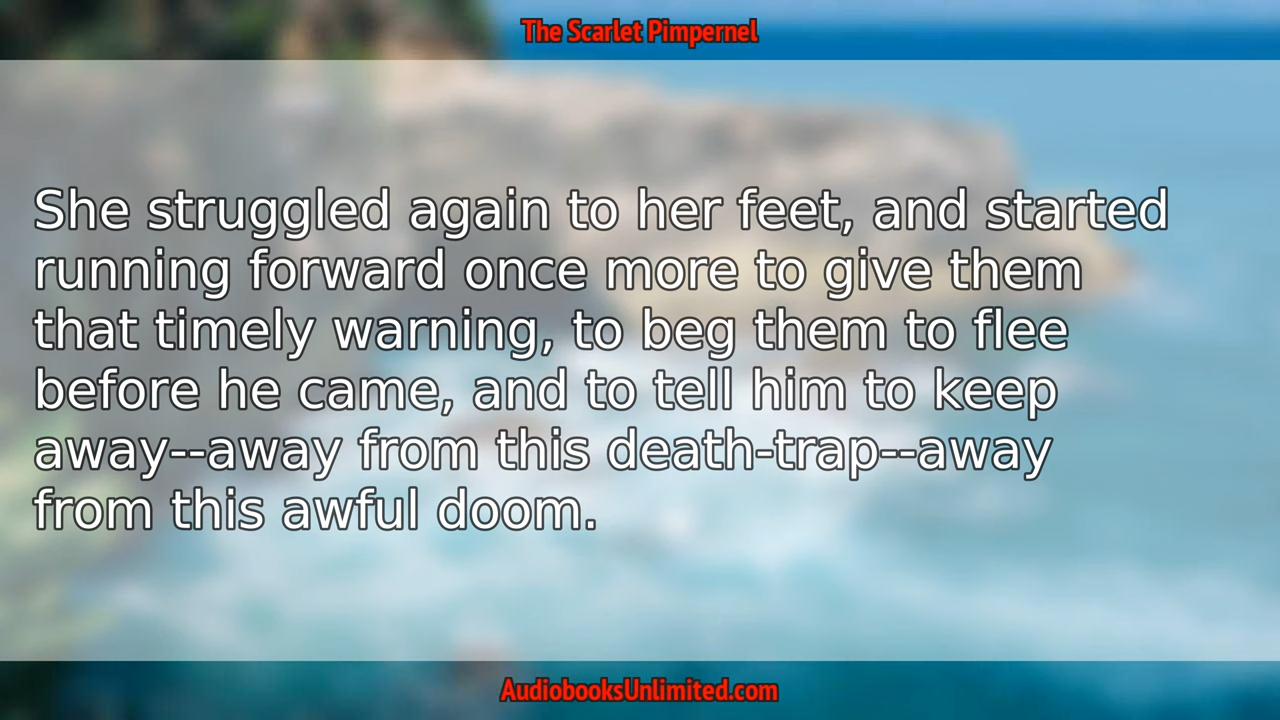 The Scarlet Pimpernel
She struggled again to her feet, and started
running forward once more to give them
that timely warning, to beg them to flee
before he came, and to tell him to keep
away--away from this death-trap--away
from this awful doom.
AudiobooksUnlimited.com